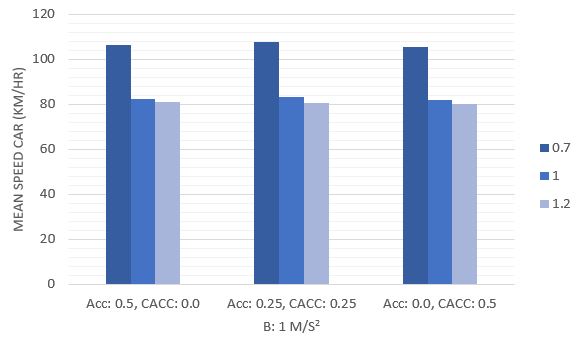 120
100
80
60
40
20
0
MEAN SPEED CAR (KM/HR)
Acc: 0.5, CACC: 0.0
Acc: 0.25, CACC: 0.25
Acc: 0.0, CACC: 0.5
B: 1 M/S²
0.7
1
1.2